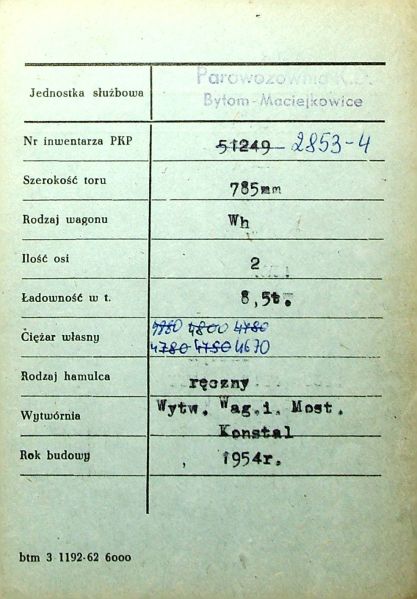 Parowozownia K.D.
Jednostka służbowa Bytom-Maciejkowice
Nr inwentarza PKP 51249 2853-4
Szerokość toru 785mm
Rodzaj wagonu Wh
Ilość osi 2
Ładowność w t. 8,5t.
4800 4780
Ciężar własny 4780 4750 4670
Rodzaj hamulca ręczny
Wytw. Wag.i. Most.
Wytwórnia Konstal
Rok budowy 1954r.
btm 3 1192-62 6000